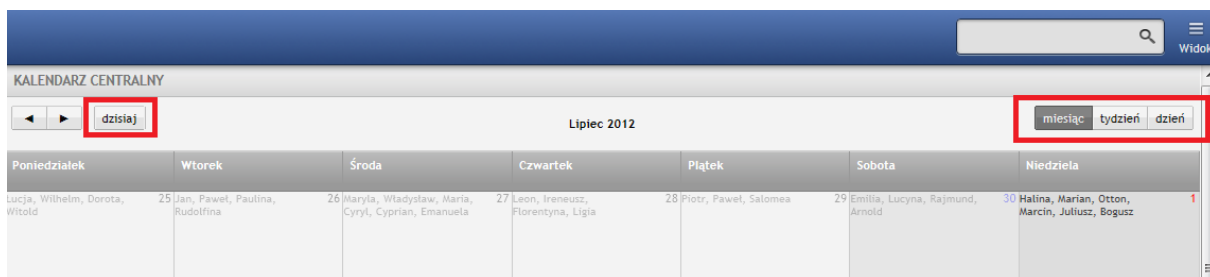 Widok
KALENDARZ CENTRALNY
dzisiaj
Lipiec 2012
miesiąc tydzień dzień
Poniedziałek Wtorek Środa Czwartek Piątek Sobota Niedziela
Łucja, Wilhelm, Dorota, 25 Jan, Paweł, Paulina, 26 Maryla, Władysław, Maria, 27 Leon, Ireneusz, 28 Piotr, Paweł, Salomea 29 Emilia, Lucyna, Rajmund, 30 Halina, Marian, Otton, 1
Witold Rudolfina Cyryl, Cyprian, Emanuela Florentyna, Ligia Arnold Marcin, Juliusz, Bogusz